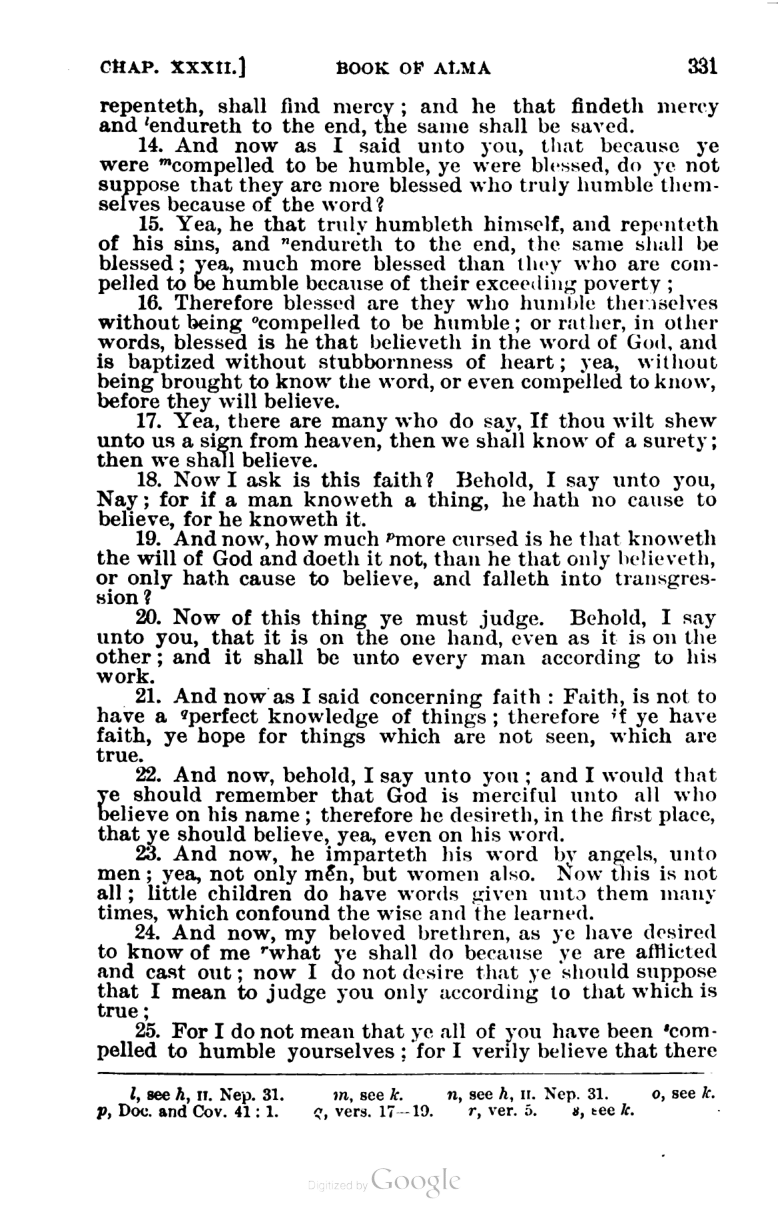 CHAP. XXXII.] BOOK OF ALMA 331
repenteth, shall find mercy; and he that findeth mercy
and ˡendureth to the end, the same shall be saved.
14. And now as I said unto you, that because ye
were ᵐcompelled to be humble, ye were blessed, do ye not
suppose that they are more blessed who truly humble them-
selves because of the word?
15. Yea, he that truly humbleth himself, and repenteth
of his sins, and ⁿendureth to the end, the same shall be
blessed; yea, much more blessed than they who are com-
pelled to be humble because of their exceeding poverty;
16. Therefore blessed are they who humble themselves
without being ᵒcompelled to be humble; or rather, in other
words, blessed is he that believeth in the word of God, and
is baptized without stubbornness of heart; yea, without
being brought to know the word, or even compelled to know,
before they will believe.
17. Yea, there are many who do say, If thou wilt shew
unto us a sign from heaven, then we shall know of a surety;
then we shall believe.
18. Now I ask is this faith? Behold, I say unto you,
Nay; for if a man knoweth a thing, he hath no cause to
believe, for he knoweth it.
19. And now, how much ᵖmore cursed is he that knoweth
the will of God and doeth it not, than he that only believeth,
or only hath cause to believe, and falleth into transgres-
sion?
20. Now of this thing ye must judge. Behold, I say
unto you, that it is on the one hand, even as it is on the
other; and it shall be unto every man according to his
work.
21. And now as I said concerning faith: Faith, is not to
have a qperfect knowledge of things; therefore if ye have
faith, ye hope for things which are not seen, which are
true.
22. And now, behold, I say unto you; and I would that
ye should remember that God is merciful unto all who
believe on his name; therefore he desireth, in the first place,
that ye should believe, yea, even on his word.
23. And now, he imparteth his word by angels, unto
men; yea, not only men, but women also. Now this is not
all; little children do have words given unto them many
times, which confound the wise and the learned.
24. And now, my beloved brethren, as ye have desired
to know of me ʳwhat ye shall do because ye are afflicted
and cast out; now I do not desire that ye should suppose
that I mean to judge you only according to that which is
true;
25. For I do not mean that ye all of you have been ˢcom-
pelled to humble yourselves; for I verily believe that there
l, see h, II. Nep. 31. m, see k. n, see h, II. Nep. 31. o, see k.
p, Doc. and Cov. 41:1. q, vers. 17—19. r, ver. 5. s, see k.
Digitized by Google